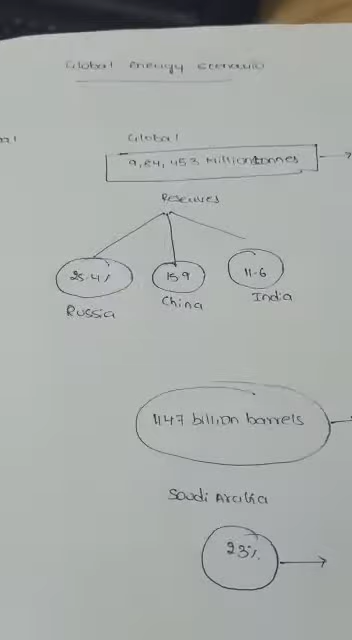 Global energy scenario
Global
9,84,453 Million tonnes
Reserves
25.4%
15.9
11.6
Russia
China
India
1147 billion barrels
Saudi Arabia
23%